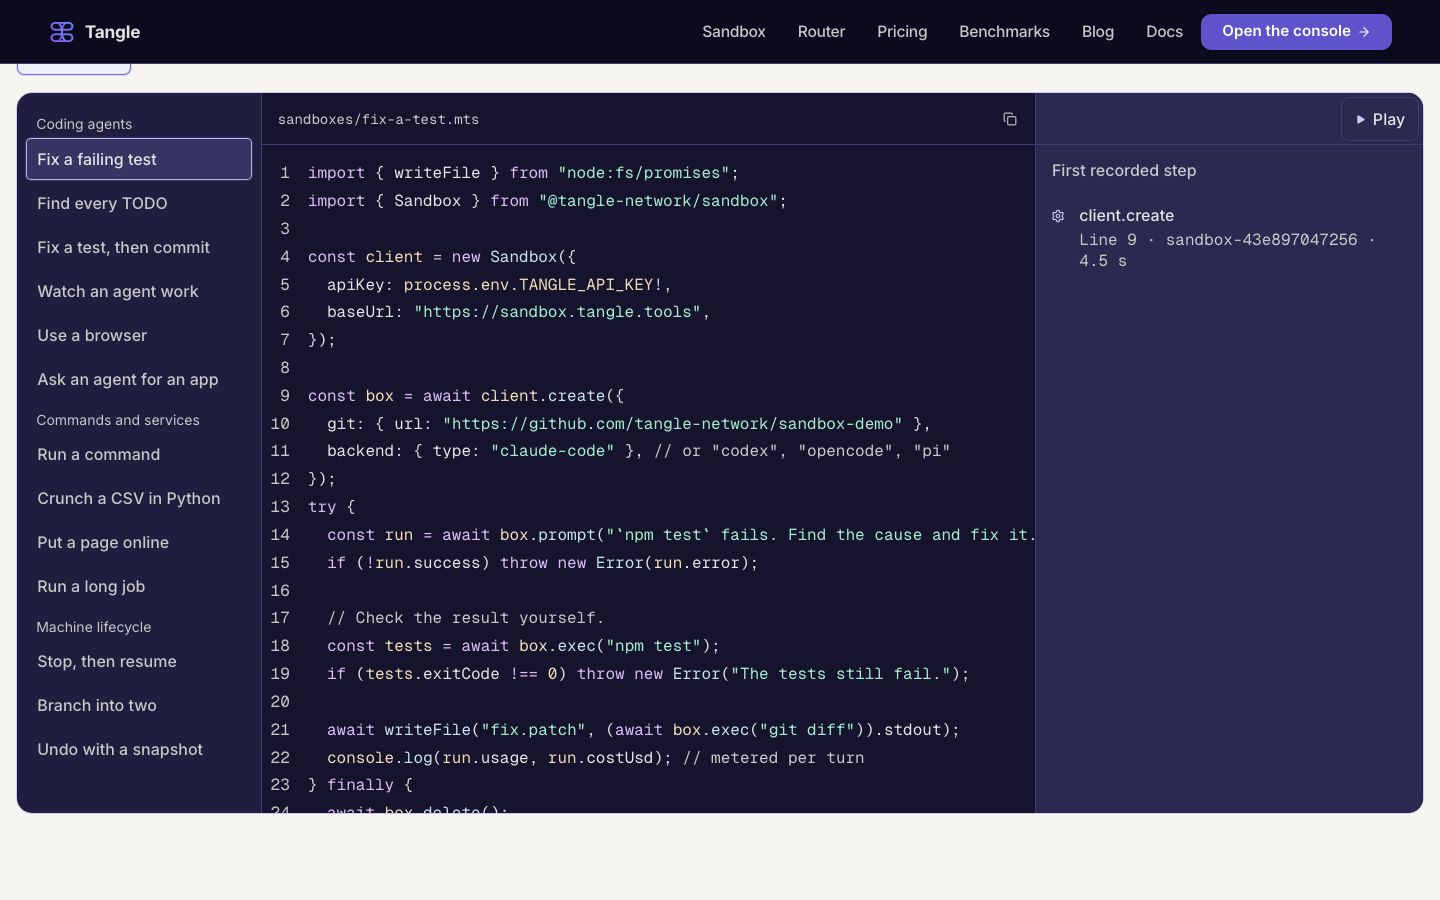 Tangle
Sandbox
Router
Pricing
Benchmarks
Blog
Docs
Open the console →
Coding agents
Fix a failing test
Find every TODO
Fix a test, then commit
Watch an agent work
Use a browser
Ask an agent for an app
Commands and services
Run a command
Crunch a CSV in Python
Put a page online
Run a long job
Machine lifecycle
Stop, then resume
Branch into two
Undo with a snapshot
sandboxes/fix-a-test.mts
1 import { writeFile } from "node:fs/promises";
2 import { Sandbox } from "@tangle-network/sandbox";
3
4 const client = new Sandbox({
5   apiKey: process.env.TANGLE_API_KEY!,
6   baseUrl: "https://sandbox.tangle.tools",
7 });
8
9 const box = await client.create({
10   git: { url: "https://github.com/tangle-network/sandbox-demo" },
11   backend: { type: "claude-code" }, // or "codex", "opencode", "pi"
12 });
13 try {
14   const run = await box.prompt("`npm test` fails. Find the cause and fix it.
15   if (!run.success) throw new Error(run.error);
16
17   // Check the result yourself.
18   const tests = await box.exec("npm test");
19   if (tests.exitCode !== 0) throw new Error("The tests still fail.");
20
21   await writeFile("fix.patch", (await box.exec("git diff")).stdout);
22   console.log(run.usage, run.costUsd); // metered per turn
23 } finally {
24   await box.delete();
Play
First recorded step
client.create
Line 9 · sandbox-43e897047256 ·
4.5 s